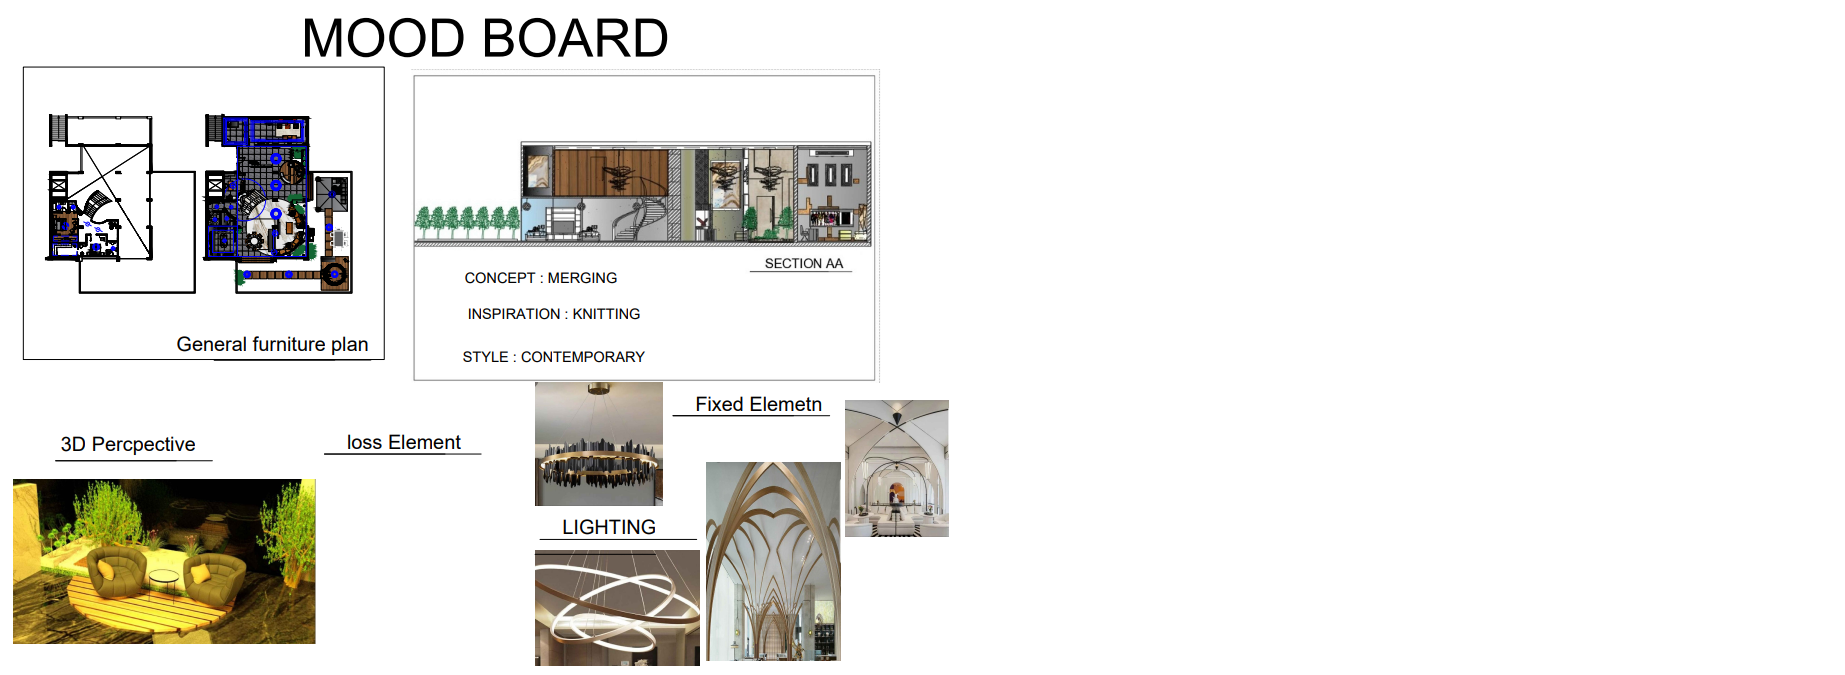 MOOD BOARD
General furniture plan
SECTION AA
CONCEPT : MERGING
INSPIRATION : KNITTING
STYLE : CONTEMPORARY
Fixed Elemetn
3D Percpective
loss Element
LIGHTING